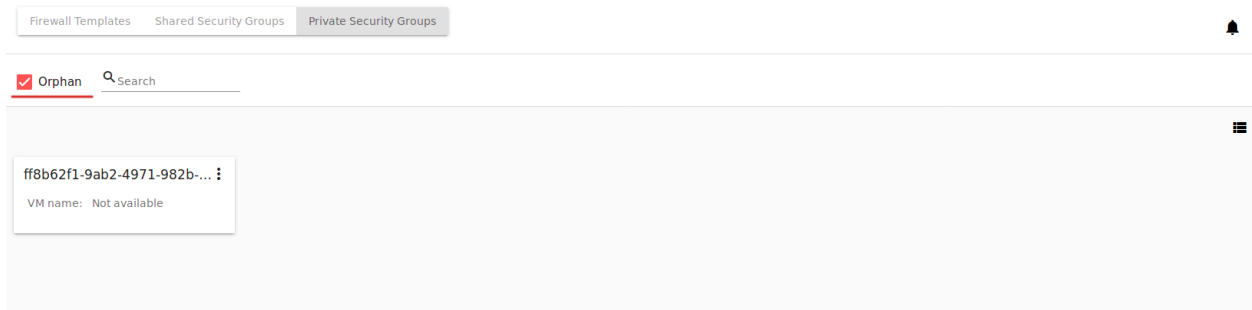 Firewall Templates Shared Security Groups Private Security Groups
Orphan Search
ff8b62f1-9ab2-4971-982b-...
VM name: Not available